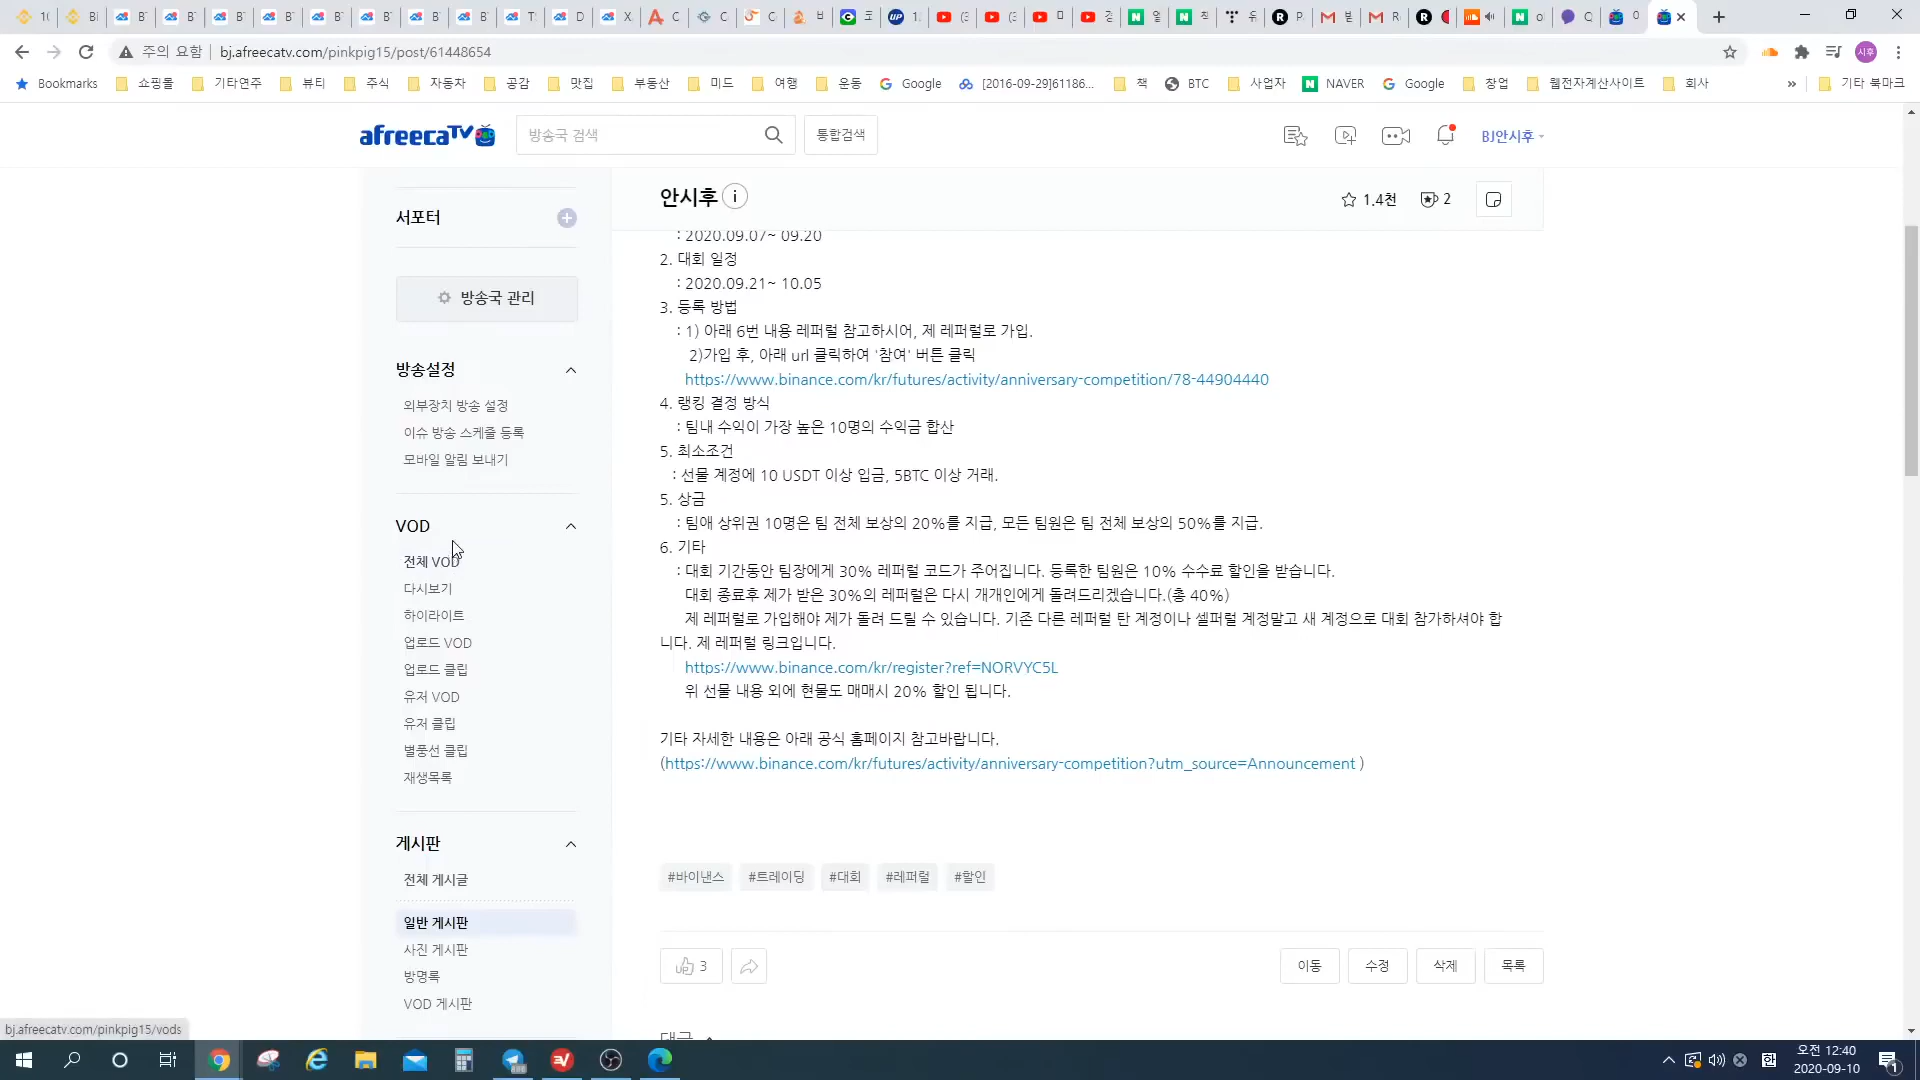 주의 요함
bj.afreecatv.com/pinkpig15/post/61448654
시후
Bookmarks
쇼핑몰
기타연주
뷰티
주식
자동차
공감
맛집
부동산
미드
여행
운동
Google
[2016-09-29]61186...
책
BTC
사업자
NAVER
Google
창업
웹전자계산사이트
회사
»
기타 북마크
afreecaTV
방송국 검색
통합검색
BJ안시후
서포터
방송국 관리
방송설정
외부장치 방송 설정
이슈 방송 스케줄 등록
모바일 알림 보내기
VOD
전체 VOD
다시보기
하이라이트
업로드 VOD
업로드 클립
유저 VOD
유저 클립
별풍선 클립
재생목록
게시판
전체 게시글
일반 게시판
사진 게시판
방명록
VOD 게시판
안시후
1.4천
2
: 2020.09.07~ 09.20
2. 대회 일정
: 2020.09.21~ 10.05
3. 등록 방법
: 1) 아래 6번 내용 레퍼럴 참고하시어, 제 레퍼럴로 가입.
2)가입 후, 아래 url 클릭하여 '참여' 버튼 클릭
https://www.binance.com/kr/futures/activity/anniversary-competition/78-44904440
4. 랭킹 결정 방식
: 팀내 수익이 가장 높은 10명의 수익금 합산
5. 최소조건
: 선물 계정에 10 USDT 이상 입금, 5BTC 이상 거래.
5. 상금
: 팀애 상위권 10명은 팀 전체 보상의 20%를 지급, 모든 팀원은 팀 전체 보상의 50%를 지급.
6. 기타
: 대회 기간동안 팀장에게 30% 레퍼럴 코드가 주어집니다. 등록한 팀원은 10% 수수료 할인을 받습니다.
대회 종료후 제가 받은 30%의 레퍼럴은 다시 개개인에게 돌려드리겠습니다.(총 40%)
제 레퍼럴로 가입해야 제가 돌려 드릴 수 있습니다. 기존 다른 레퍼럴 탄 계정이나 셀퍼럴 계정말고 새 계정으로 대회 참가하셔야 합
니다. 제 레퍼럴 링크입니다.
https://www.binance.com/kr/register?ref=NORVYC5L
위 선물 내용 외에 현물도 매매시 20% 할인 됩니다.
기타 자세한 내용은 아래 공식 홈페이지 참고바랍니다.
(https://www.binance.com/kr/futures/activity/anniversary-competition?utm_source=Announcement )
#바이낸스
#트레이딩
#대회
#레퍼럴
#할인
3
이동
수정
삭제
목록
bj.afreecatv.com/pinkpig15/vods
한
오전 12:40
2020-09-10
1